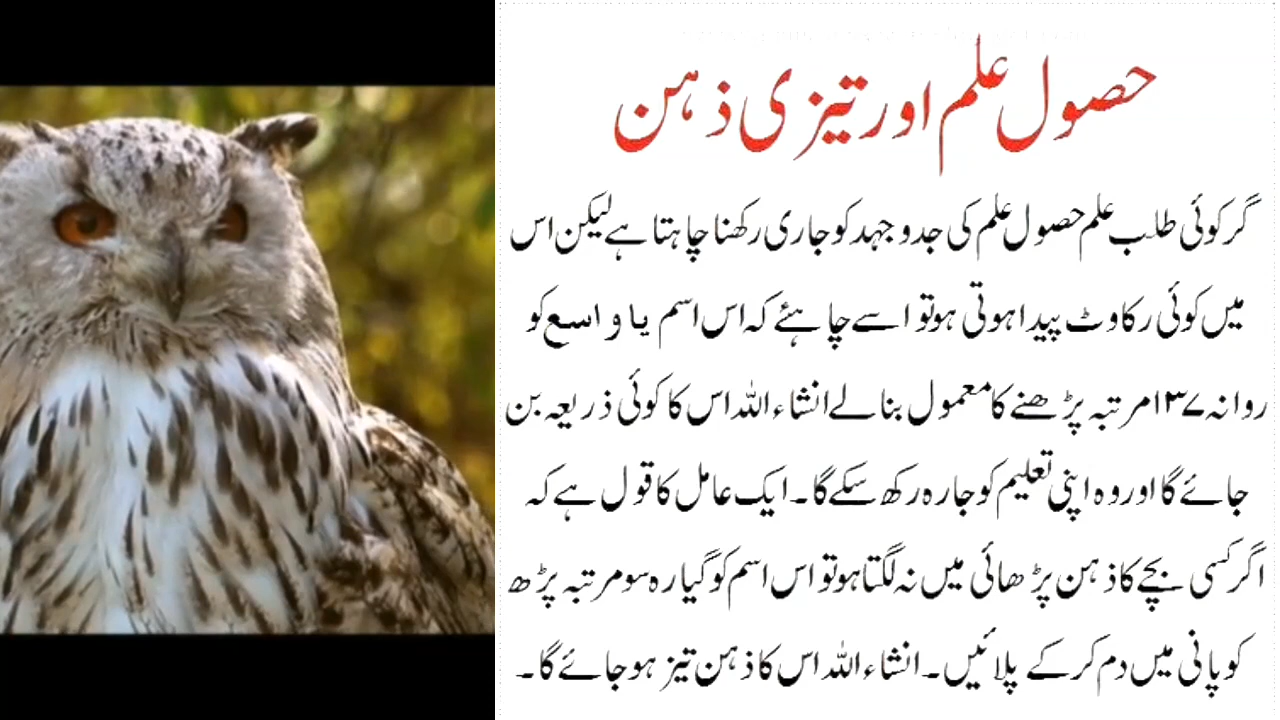 حصول علم اور تیزی ذہن
گر کوئی طلب علم حصول علم کی جدوجہد کو جاری رکھنا چاہتا ہے لیکن اس
میں کوئی رکاوٹ پیدا ہوتی ہو تو اسے چاہئے کہ اس اسم یا واسع کو
روانہ ۱۳۷ مرتبہ پڑھنے کا معمول بنالے انشاء اللہ اس کا کوئی ذریعہ بن
جائے گا اور وہ اپنی تعلیم کو جارہ رکھ سکے گا۔ ایک عامل کا قول ہے کہ
اگر کسی بچے کا ذہن پڑھائی میں نہ لگتا ہو تو اس اسم کو گیارہ سو مرتبہ پڑھ
کو پانی میں دم کر کے پلائیں۔ انشاء اللہ اس کا ذہن تیز ہو جائے گا۔